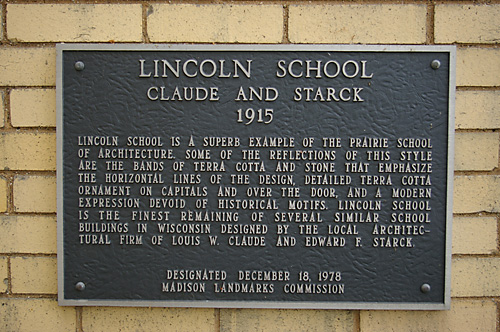 LINCOLN SCHOOL
CLAUDE AND STARCK
1915
LINCOLN SCHOOL IS A SUPERB EXAMPLE OF THE PRAIRIE SCHOOL
OF ARCHITECTURE. SOME OF THE REFLECTIONS OF THIS STYLE
ARE THE BANDS OF TERRA COTTA AND STONE THAT EMPHASIZE
THE HORIZONTAL LINES OF THE DESIGN, DETAILED TERRA COTTA
ORNAMENT ON CAPITALS AND OVER THE DOOR, AND A MODERN
EXPRESSION DEVOID OF HISTORICAL MOTIFS. LINCOLN SCHOOL
IS THE FINEST REMAINING OF SEVERAL SIMILAR SCHOOL
BUILDINGS IN WISCONSIN DESIGNED BY THE LOCAL ARCHITEC-
TURAL FIRM OF LOUIS W. CLAUDE AND EDWARD F. STARCK.
DESIGNATED DECEMBER 18, 1978
MADISON LANDMARKS COMMISSION